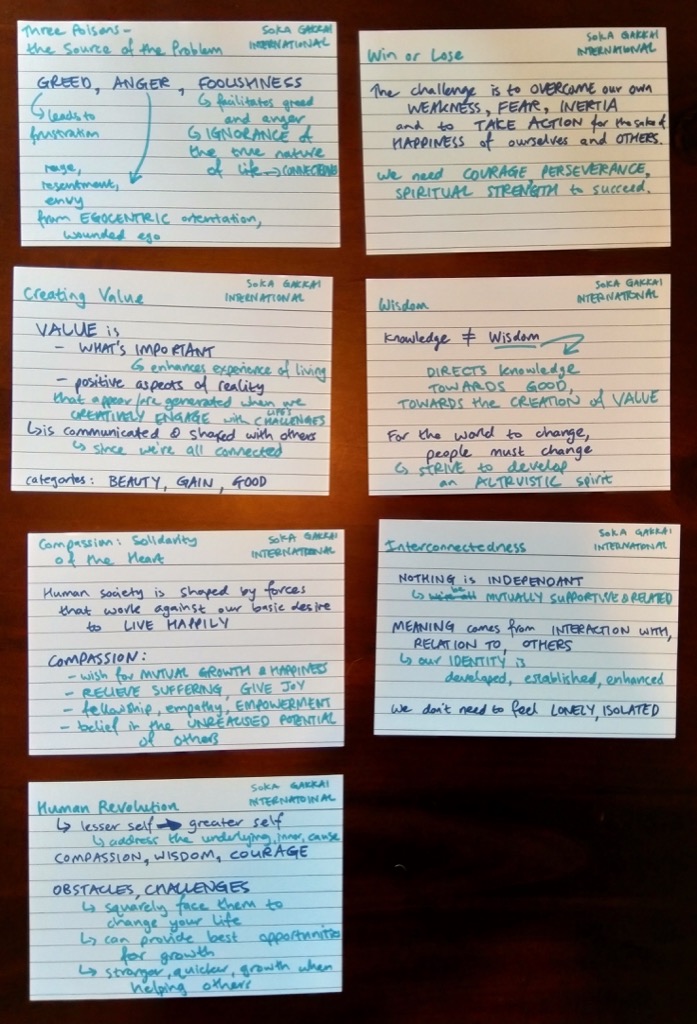 Three Poisons -
the Source of the Problem
SOKA GAKKAI
INTERNATIONAL
GREED, ANGER, FOOLISHNESS
↳ leads to
frustration
rage,
resentment,
envy
from EGOCENTRIC orientation,
wounded ego
↳ facilitates greed
and anger
↳ IGNORANCE of
the true nature
of life → CONNECTEDNESS
Win or Lose
SOKA GAKKAI
INTERNATIONAL
The challenge is to OVERCOME our own
WEAKNESS, FEAR, INERTIA
and to TAKE ACTION for the sake of
HAPPINESS of ourselves and OTHERS.
We need COURAGE PERSEVERANCE,
SPIRITUAL STRENGTH to succeed.
Creating Value
SOKA GAKKAI
INTERNATIONAL
VALUE is
- WHAT'S IMPORTANT
↳ enhances experience of living
- positive aspects of reality
that appear/are generated when we
CREATIVELY ENGAGE with LIFE'S CHALLENGES
↳ is communicated & shared with others
↳ since we're all connected
categories: BEAUTY, GAIN, GOOD
Wisdom
SOKA GAKKAI
INTERNATIONAL
Knowledge ≠ Wisdom
DIRECTS knowledge
TOWARDS GOOD,
TOWARDS the CREATION of VALUE
For the world to change,
people must change
↳ STRIVE to develop
an ALTRUISTIC spirit
Compassion: Solidarity
of the Heart
SOKA GAKKAI
INTERNATIONAL
Human society is shaped by forces
that work against our basic desire
to LIVE HAPPILY
COMPASSION:
- wish for MUTUAL GROWTH & HAPPINESS
- RELIEVE SUFFERING, GIVE JOY
- fellowship, empathy, EMPOWERMENT
- belief in the UNREALISED POTENTIAL
of others
Interconnectedness
SOKA GAKKAI
INTERNATIONAL
NOTHING is INDEPENDANT
↳ MUTUALLY SUPPORTIVE & RELATED
MEANING comes from INTERACTION WITH,
RELATION TO, OTHERS
↳ our IDENTITY is
developed, established, enhanced
We don't need to feel LONELY, ISOLATED
Human Revolution
SOKA GAKKAI
INTERNATOINAL
↳ lesser self → greater self
↳ address the underlying, inner, cause
COMPASSION, WISDOM, COURAGE
OBSTACLES, CHALLENGES
↳ squarely face them to
change your life
↳ can provide best opportunities
for growth
↳ stronger, quicker, growth when
helping others